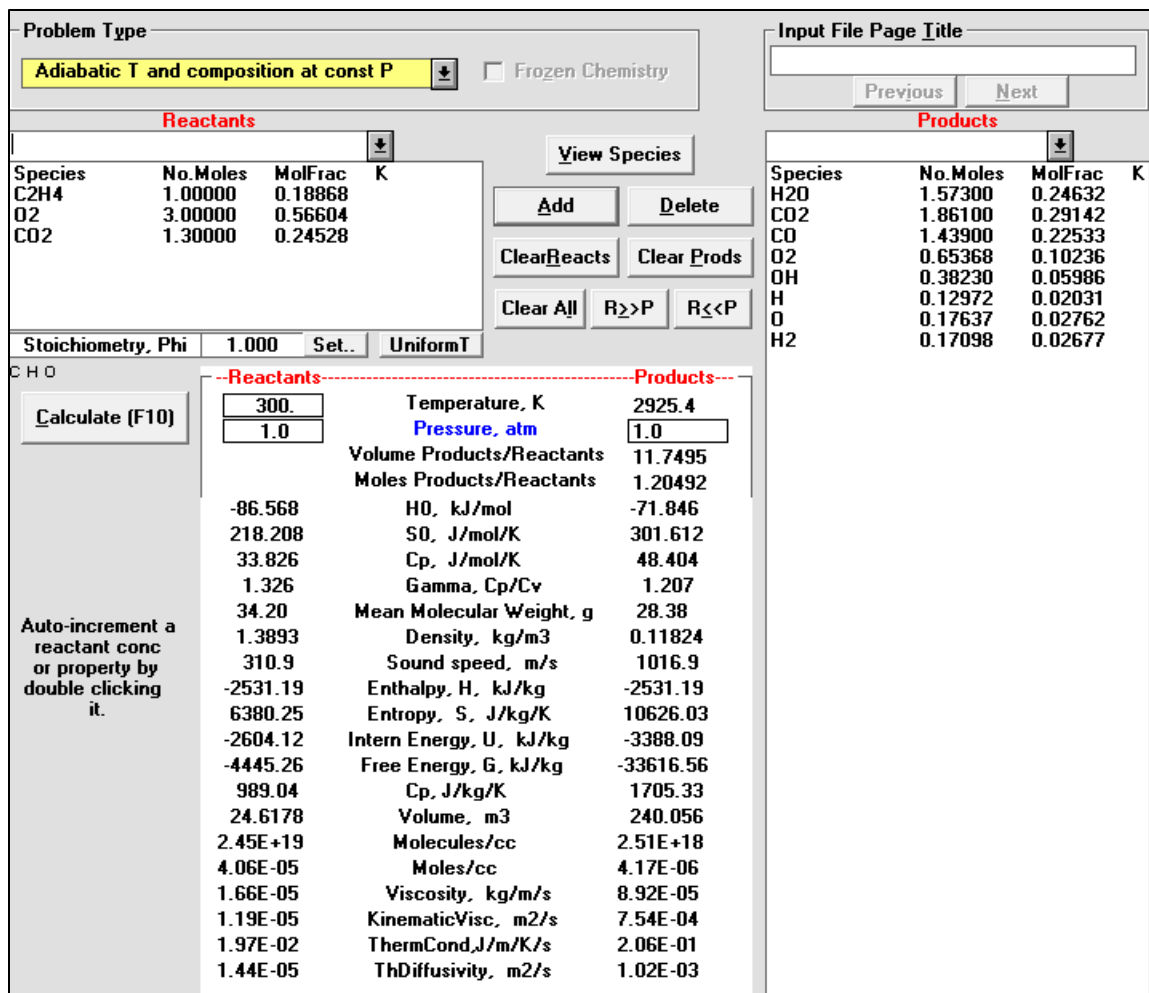 Problem Type
Adiabatic T and composition at const P
Frozen Chemistry
Input File Page Title
Previous Next
Reactants
Species No.Moles MolFrac K
C2H4 1.00000 0.18868
O2 3.00000 0.56604
CO2 1.30000 0.24528
View Species
Add Delete
ClearReacts Clear Prods
Clear All R>>P R<<P
Products
Species No.Moles MolFrac K
H2O 1.57300 0.24632
CO2 1.86100 0.29142
CO 1.43900 0.22533
O2 0.65368 0.10236
OH 0.38230 0.05986
H 0.12972 0.02031
O 0.17637 0.02762
H2 0.17098 0.02677
Stoichiometry, Phi 1.000 Set.. UniformT
C H O
Calculate (F10)
--Reactants----------------------------------------Products---
300. Temperature, K 2925.4
1.0 Pressure, atm 1.0
Volume Products/Reactants 11.7495
Moles Products/Reactants 1.20492
-86.568 H0, kJ/mol -71.846
218.208 S0, J/mol/K 301.612
33.826 Cp, J/mol/K 48.404
1.326 Gamma, Cp/Cv 1.207
34.20 Mean Molecular Weight, g 28.38
1.3893 Density, kg/m3 0.11824
310.9 Sound speed, m/s 1016.9
-2531.19 Enthalpy, H, kJ/kg -2531.19
6380.25 Entropy, S, J/kg/K 10626.03
-2604.12 Intern Energy, U, kJ/kg -3388.09
-4445.26 Free Energy, G, kJ/kg -33616.56
989.04 Cp, J/kg/K 1705.33
24.6178 Volume, m3 240.056
2.45E+19 Molecules/cc 2.51E+18
4.06E-05 Moles/cc 4.17E-06
1.66E-05 Viscosity, kg/m/s 8.92E-05
1.19E-05 KinematicVisc, m2/s 7.54E-04
1.97E-02 ThermCond,J/m/K/s 2.06E-01
1.44E-05 ThDiffusivity, m2/s 1.02E-03
Auto-increment a
reactant conc
or property by
double clicking
it.